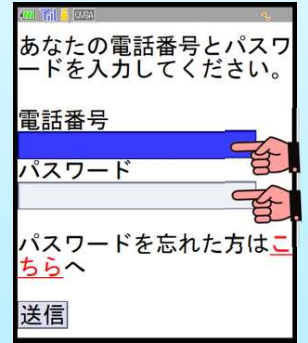 あなたの電話番号とパスワ
ードを入力してください。
電話番号
パスワード
パスワードを忘れた方はこ
ちらへ
送信